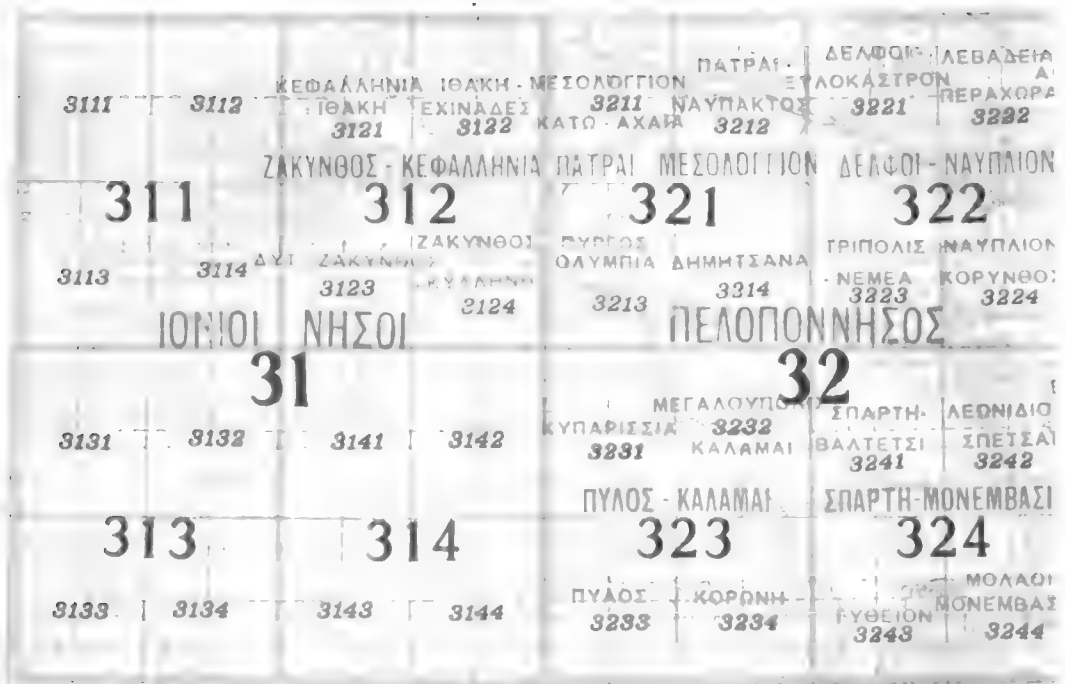 ΠΑΤΡΑΙ - ΔΕΛΦΟΙ - ΛΕΒΑΔΕΙΑ
ΚΕΦΑΛΛΗΝΙΑ ΙΘΑΚΗ - ΜΕΣΟΛΟΓΓΙΟΝ ΞΥΛΟΚΑΣΤΡΟΝ
3111 3112 ΙΘΑΚΗ ΕΧΙΝΑΔΕΣ 3211 ΝΑΥΠΑΚΤΟΣ 3221 ΠΕΡΑΧΩΡΑ
3121 3122 ΚΑΤΩ - ΑΧΑΪΑ 3212 3222
ΖΑΚΥΝΘΟΣ - ΚΕΦΑΛΛΗΝΙΑ ΠΑΤΡΑΙ ΜΕΣΟΛΟΓΓΙΟΝ ΔΕΛΦΟΙ - ΝΑΥΠΛΙΟΝ
311 312 321 322
ΖΑΚΥΝΘΟΣ ΠΥΡΓΟΣ ΤΡΙΠΟΛΙΣ ΝΑΥΠΛΙΟΝ
3113 3114 ΔΥΤ ΖΑΚΥΝΘΟΣ ΚΥΛΛΗΝΗ ΟΛΥΜΠΙΑ ΔΗΜΗΤΣΑΝΑ - ΝΕΜΕΑ ΚΟΡΥΝΘΟΣ
3123 3124 3213 3214 3223 3224
ΙΟΝΙΟΙ ΝΗΣΟΙ ΠΕΛΟΠΟΝΝΗΣΟΣ
31 32
ΜΕΓΑΛΟΥΠΟΛΙΣ ΣΠΑΡΤΗ- ΛΕΩΝΙΔΙΟ
3131 3132 3141 3142 ΚΥΠΑΡΙΣΣΙΑ 3232 ΒΑΛΤΕΤΣΙ ΣΠΕΤΣΑΙ
3231 ΚΑΛΑΜΑΙ 3241 3242
ΠΥΛΟΣ - ΚΑΛΑΜΑΙ ΣΠΑΡΤΗ-ΜΟΝΕΜΒΑΣΙ
313 314 323 324
ΜΟΛΑΟΙ
3133 3134 3143 3144 ΠΥΛΟΣ ΚΟΡΩΝΗ ΓΥΘΕΙΟΝ ΜΟΝΕΜΒΑΣ
3233 3234 3243 3244